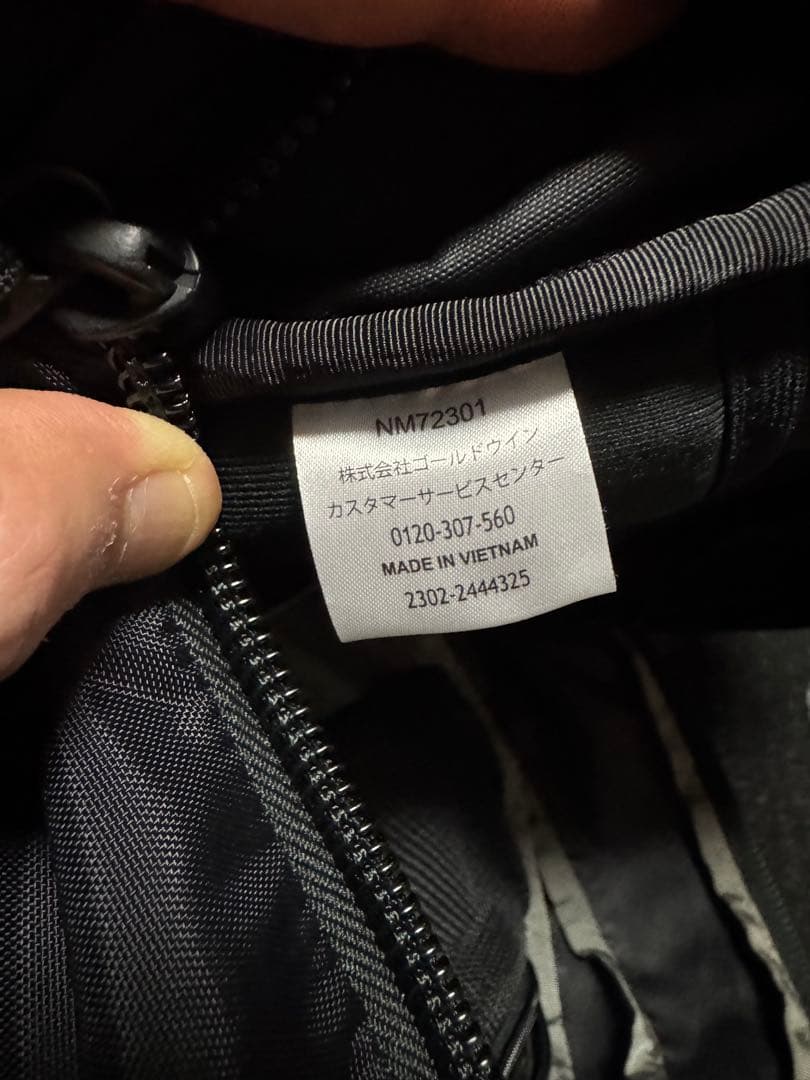 NM72301
株式会社ゴールドウイン
カスタマーサービスセンター
0120-307-560
MADE IN VIETNAM
2302-2444325